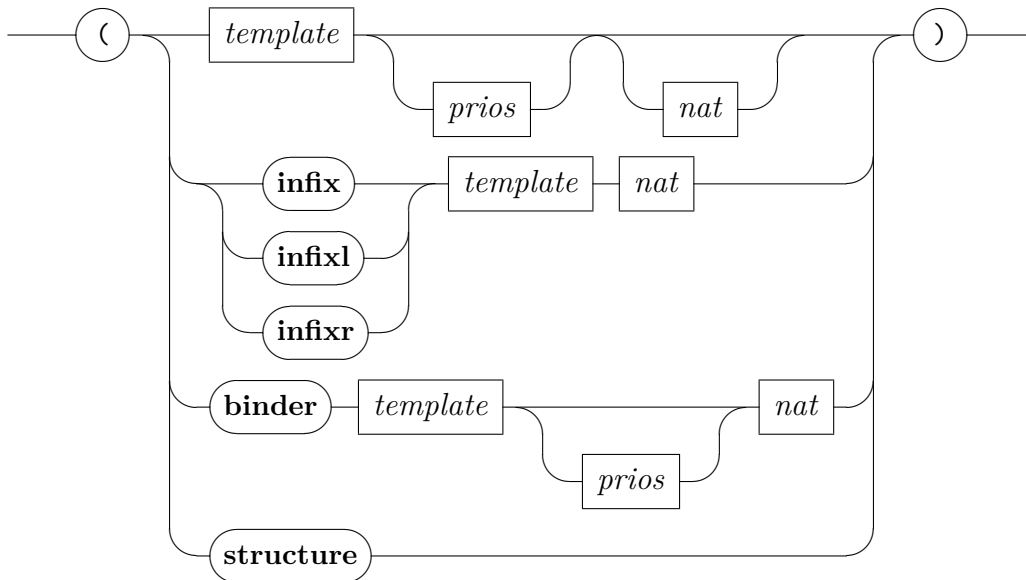 ( template )
prios nat
infix template nat
infixl
infixr
binder template nat
prios
structure